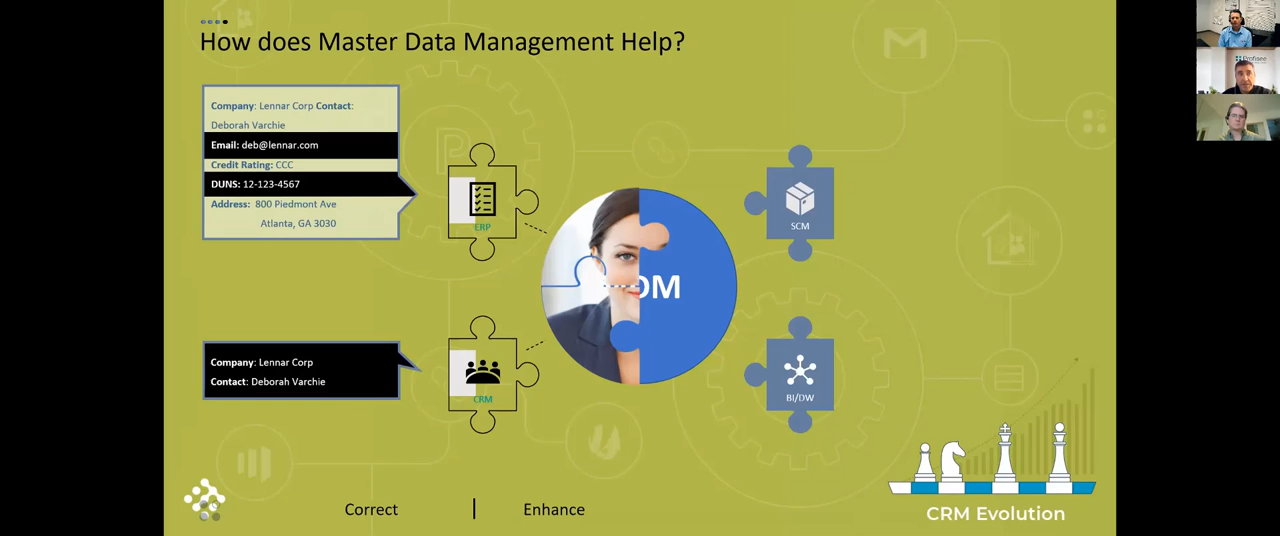 How does Master Data Management Help?
Company: Lennar Corp Contact:
Deborah Varchie
Email: deb@lennar.com
Credit Rating: CCC
DUNS: 12-123-4567
Address: 800 Piedmont Ave
Atlanta, GA 3030
ERP
SCM
DM
Company: Lennar Corp
Contact: Deborah Varchie
CRM
BI/DW
Correct | Enhance
CRM Evolution
Profisee